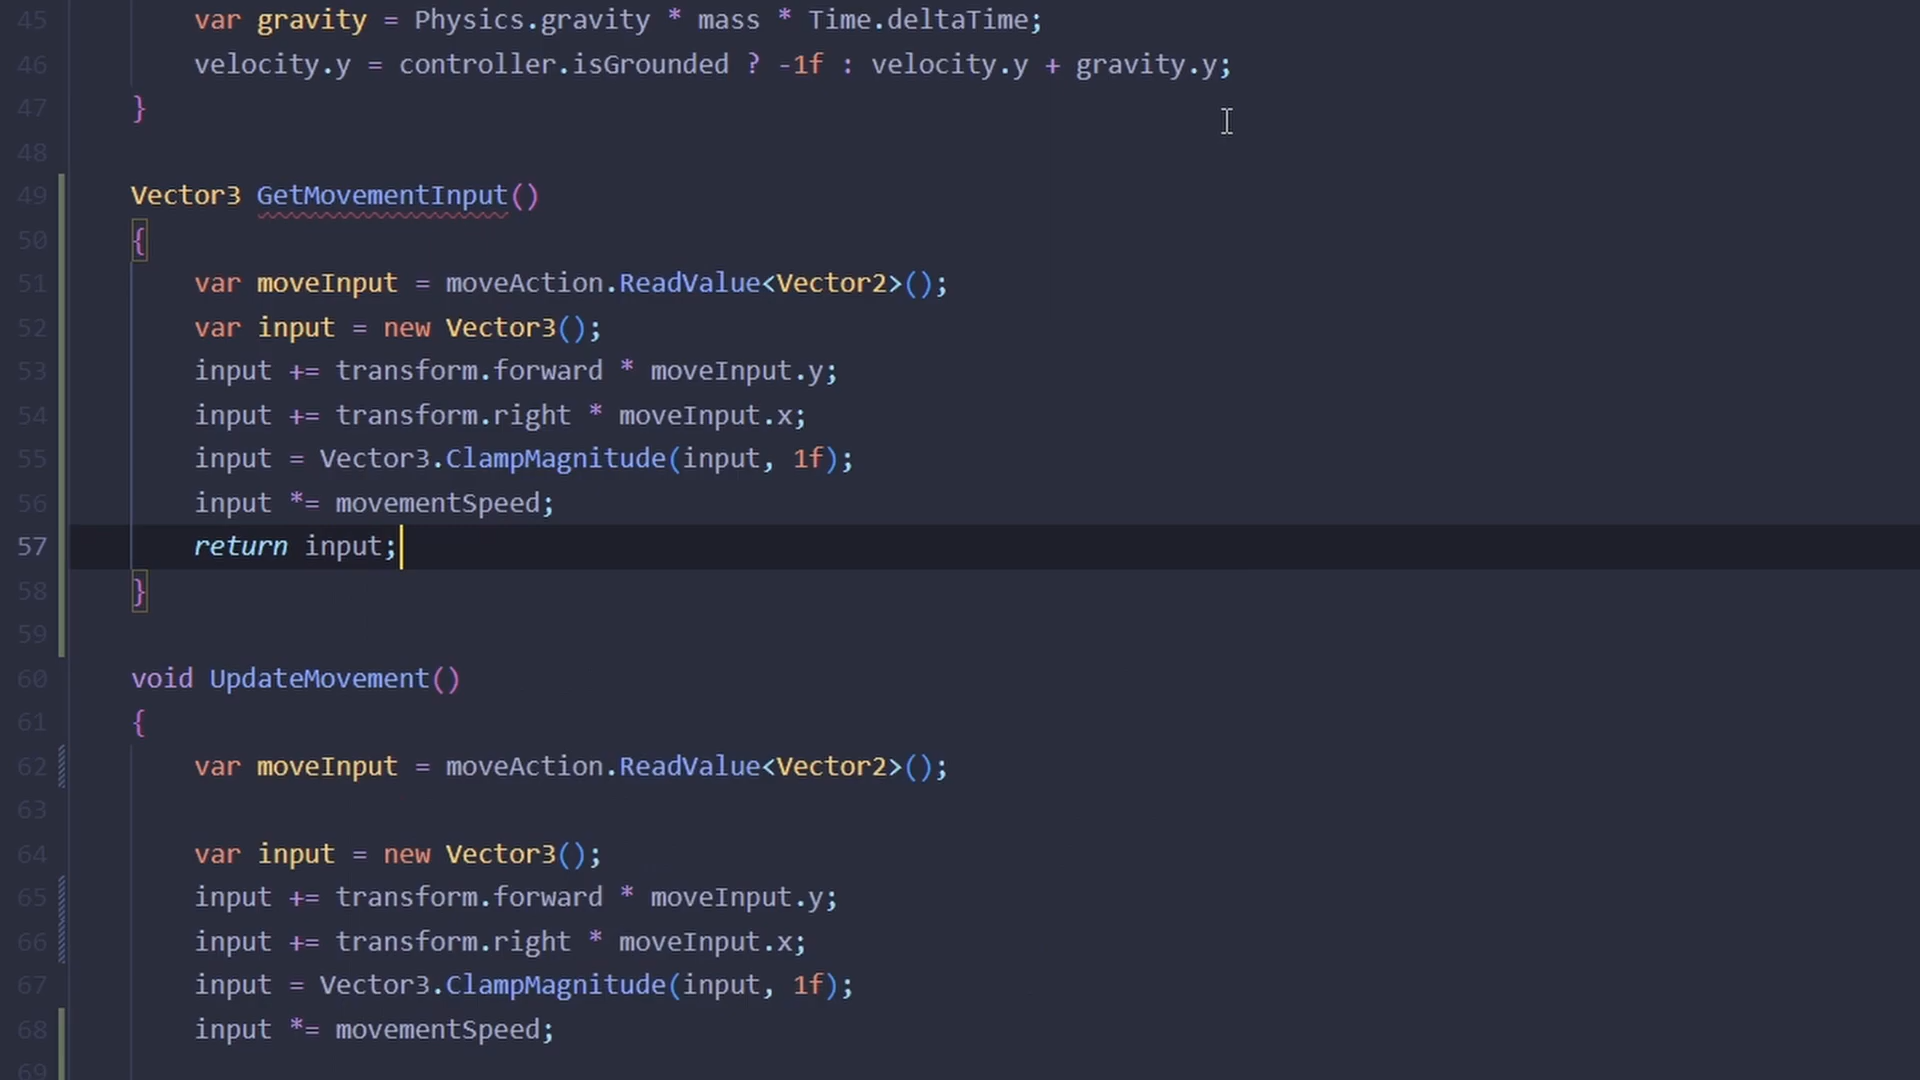 45 var gravity = Physics.gravity * mass * Time.deltaTime;
46 velocity.y = controller.isGrounded ? -1f : velocity.y + gravity.y;
47 }
48
49 Vector3 GetMovementInput()
50 {
51 var moveInput = moveAction.ReadValue<Vector2>();
52 var input = new Vector3();
53 input += transform.forward * moveInput.y;
54 input += transform.right * moveInput.x;
55 input = Vector3.ClampMagnitude(input, 1f);
56 input *= movementSpeed;
57 return input;
58 }
59
60 void UpdateMovement()
61 {
62 var moveInput = moveAction.ReadValue<Vector2>();
63
64 var input = new Vector3();
65 input += transform.forward * moveInput.y;
66 input += transform.right * moveInput.x;
67 input = Vector3.ClampMagnitude(input, 1f);
68 input *= movementSpeed;
69